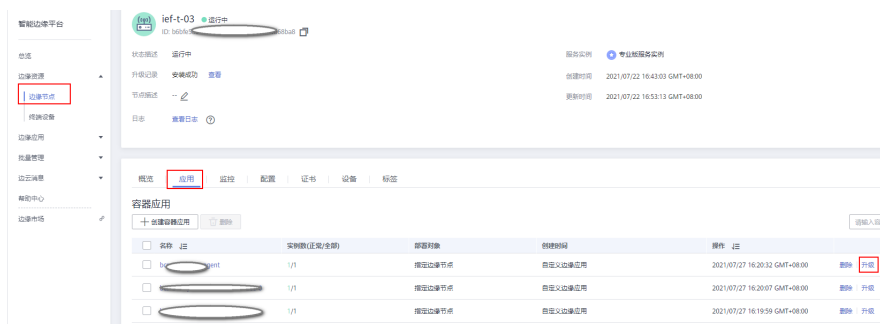 智能边缘平台
总览
边缘资源
边缘节点
终端设备
边缘应用
批量管理
边云消息
帮助中心
边缘市场
ief-t-03 运行中
ID: b6bfe 68ba8
状态描述 运行中
升级记录 安装成功 查看
节点描述 --
日志 查看日志
服务实例 专业版服务实例
创建时间 2021/07/22 16:43:03 GMT+08:00
更新时间 2021/07/22 16:53:13 GMT+08:00
概览 应用 监控 配置 证书 设备 标签
容器应用
创建容器应用 删除
名称 实例数(正常/全部) 部署对象 创建时间 操作
gent 1/1 指定边缘节点 自定义边缘应用 2021/07/27 16:20:32 GMT+08:00 删除 升级
1/1 指定边缘节点 自定义边缘应用 2021/07/27 16:20:07 GMT+08:00 删除 升级
1/1 指定边缘节点 自定义边缘应用 2021/07/27 16:19:59 GMT+08:00 删除 升级